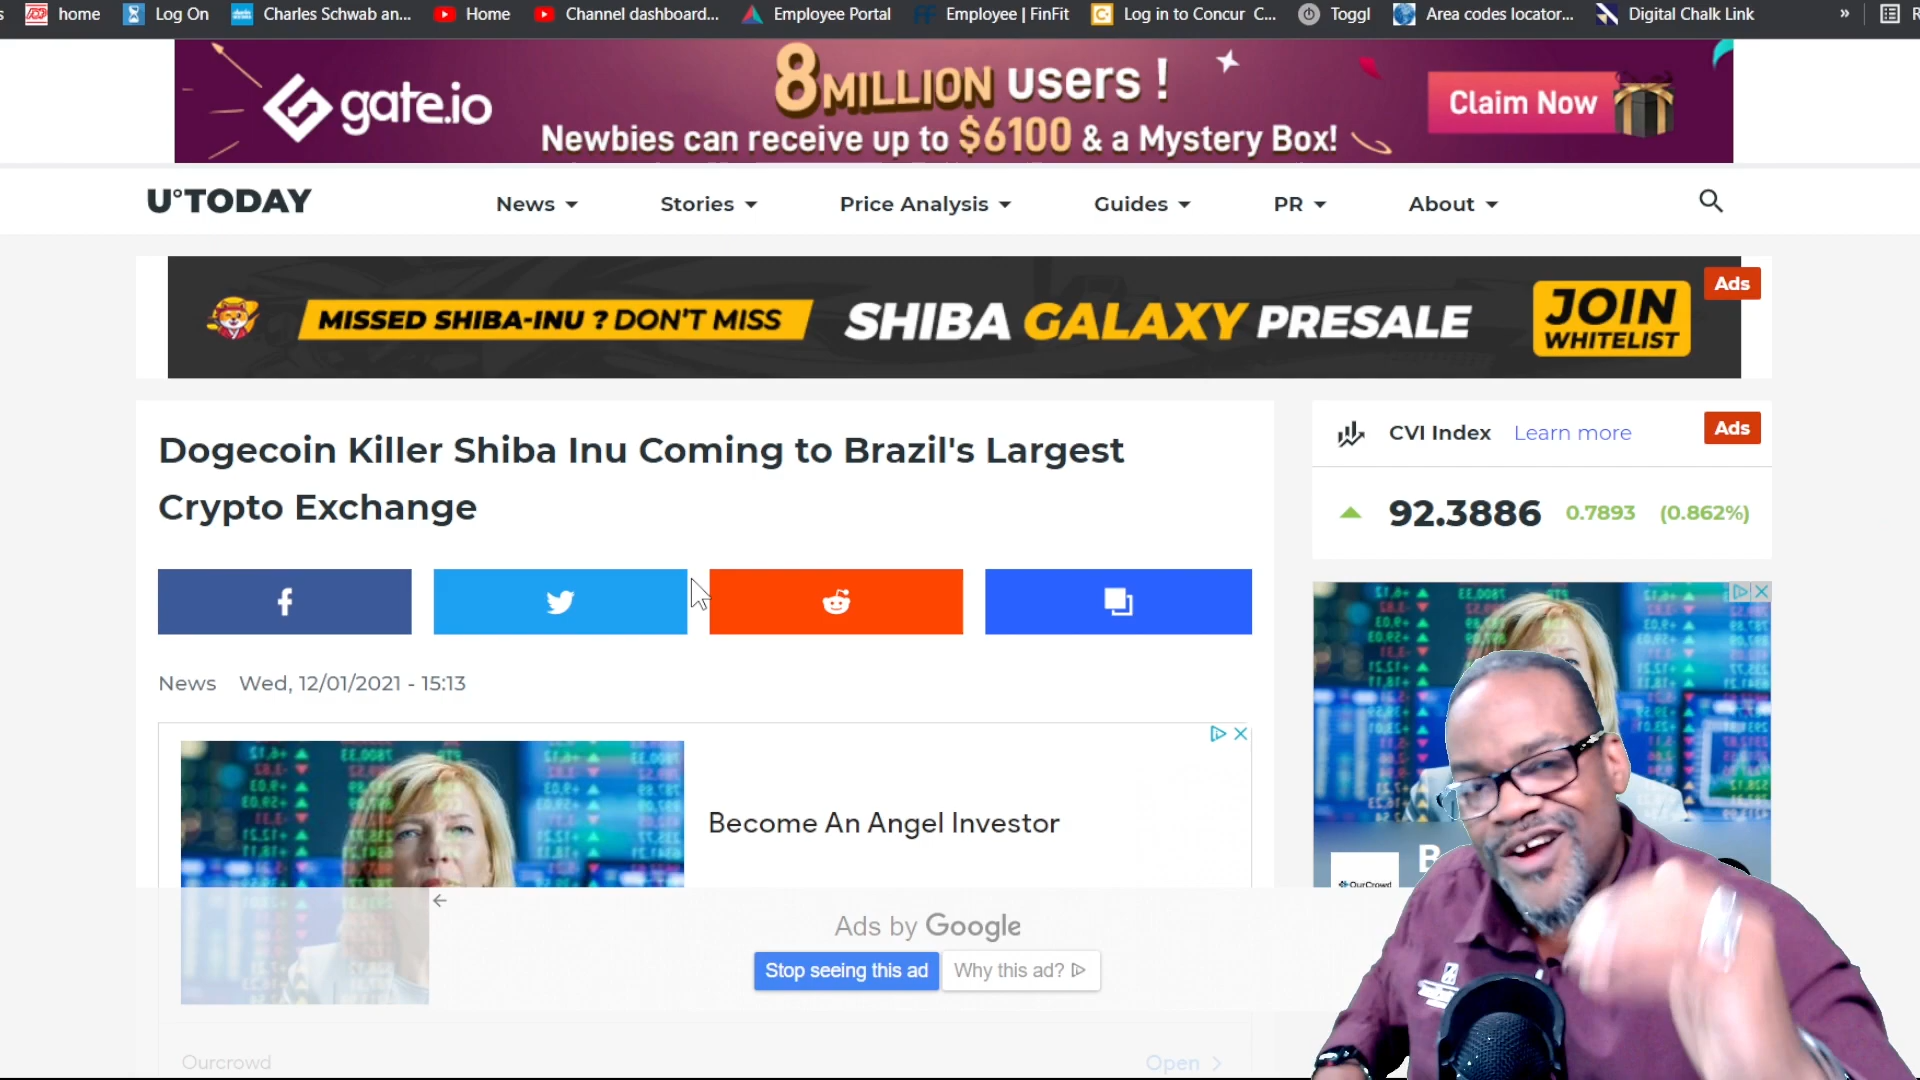 home
Log On
Charles Schwab an...
Home
Channel dashboard...
Employee Portal
Employee | FinFit
Log in to Concur C...
Toggl
Area codes locator...
Digital Chalk Link
»
gate.io
8 MILLION users !
Newbies can receive up to $6100 & a Mystery Box!
Claim Now
U°TODAY
News
Stories
Price Analysis
Guides
PR
About
MISSED SHIBA-INU ? DON'T MISS
SHIBA GALAXY PRESALE
JOIN
WHITELIST
Ads
Dogecoin Killer Shiba Inu Coming to Brazil's Largest
Crypto Exchange
CVI Index
Learn more
Ads
92.3886
0.7893
(0.862%)
News
Wed, 12/01/2021 - 15:13
Become An Angel Investor
OurCrowd
Ads by Google
Stop seeing this ad
Why this ad?
Ourcrowd
Open